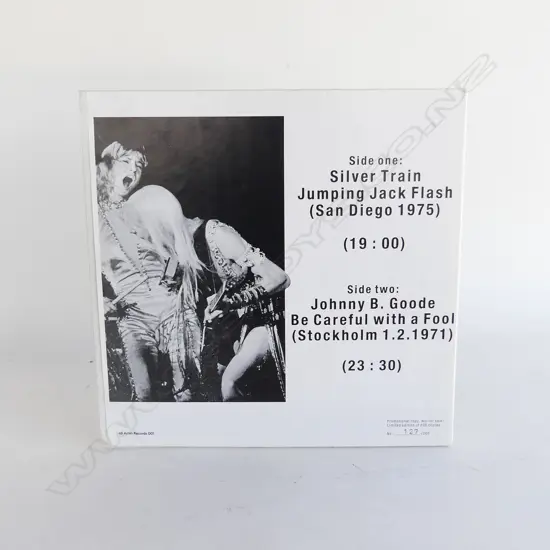 Side one:
Silver Train
Jumping Jack Flash
(San Diego 1975)
(19 : 00)
Side two:
Johnny B. Goode
Be Careful with a Fool
(Stockholm 1.2.1971)
(23 : 30)
127